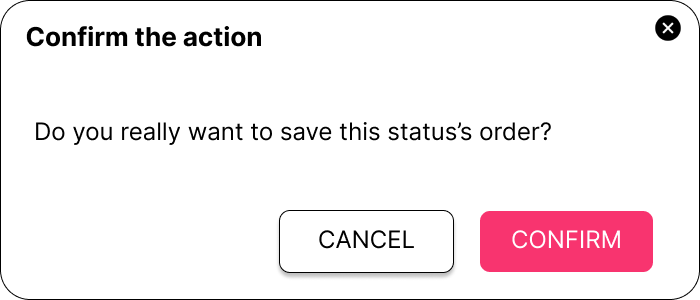 Confirm the action
Do you really want to save this status’s order?
CANCEL
CONFIRM